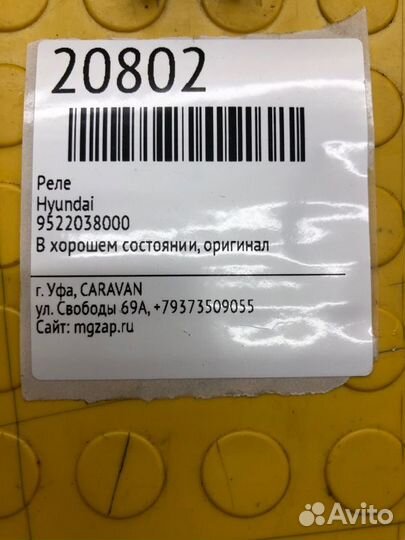 20802
Реле
Hyundai
9522038000
В хорошем состоянии, оригинал
г. Уфа, CARAVAN
ул. Свободы 69А, +79373509055
Сайт: mgzap.ru
Avito